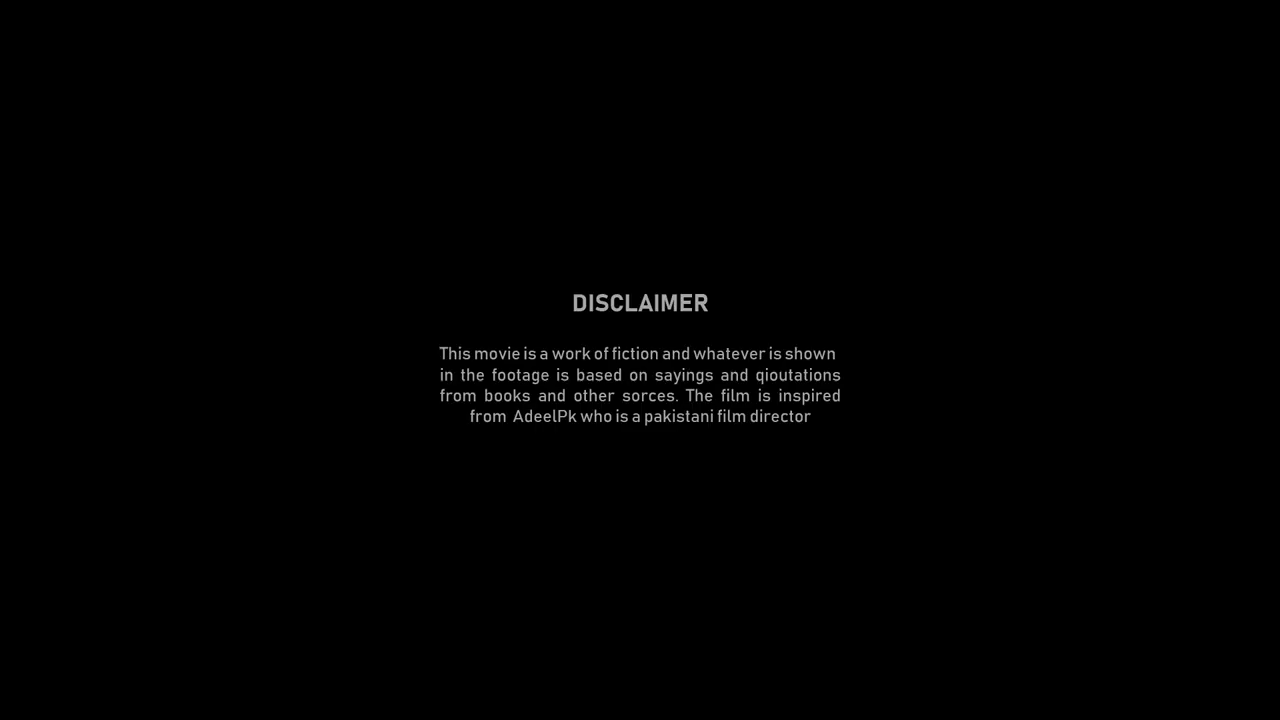 DISCLAIMER
This movie is a work of fiction and whatever is shown
in the footage is based on sayings and qioutations
from books and other sorces. The film is inspired
from AdeelPk who is a pakistani film director